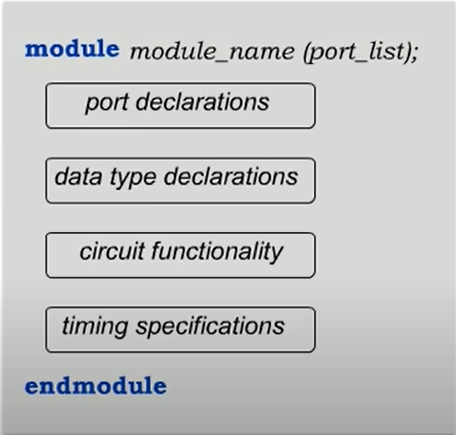 module module_name (port_list);
port declarations
data type declarations
circuit functionality
timing specifications
endmodule